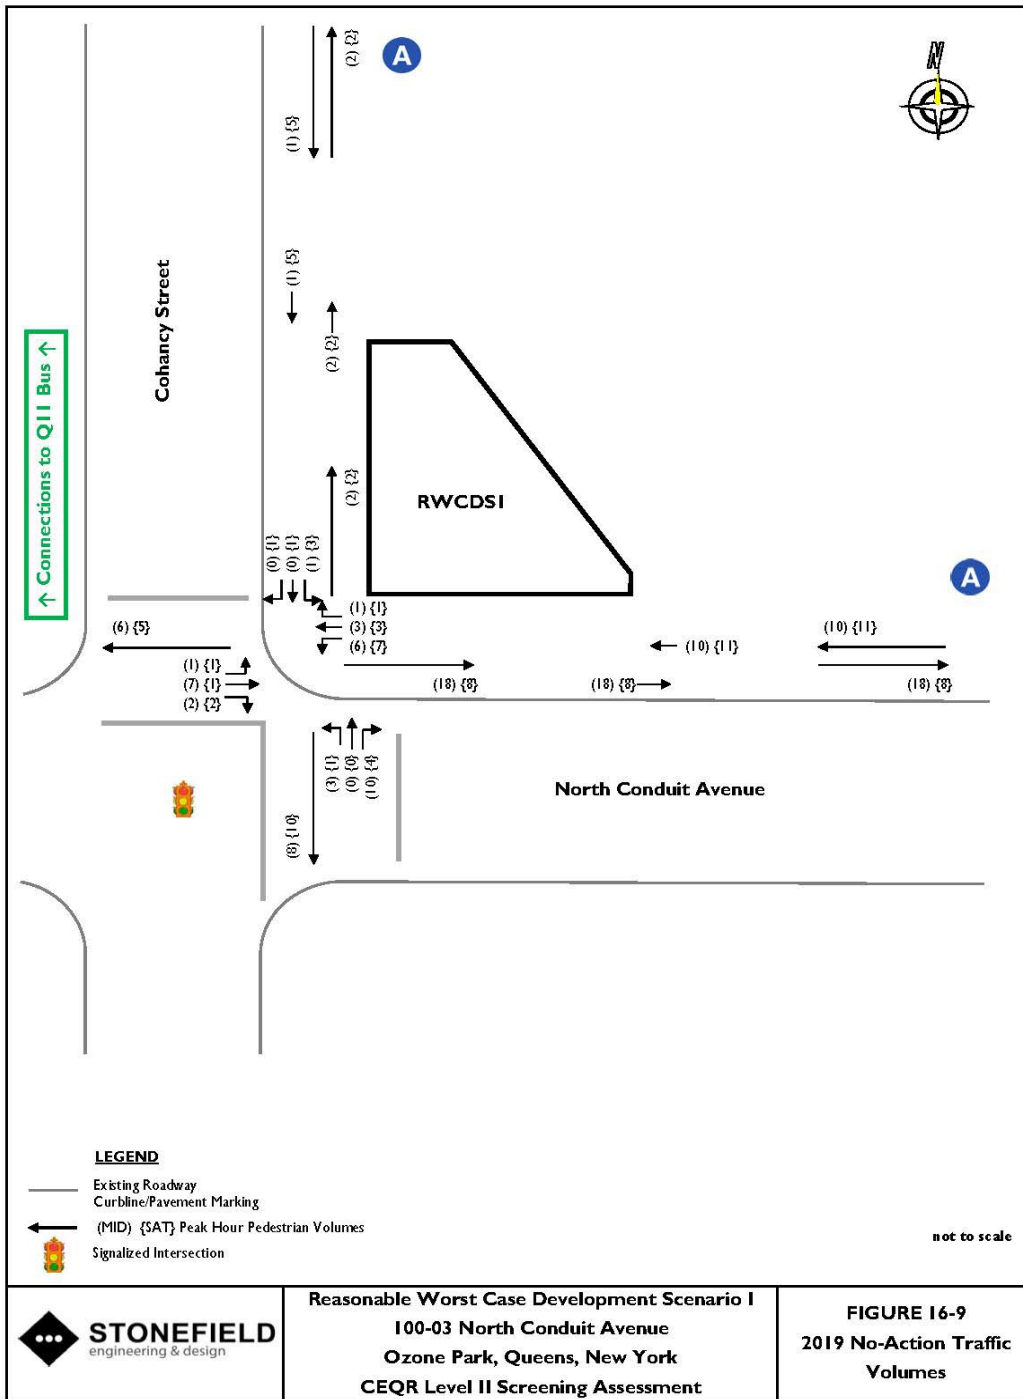 (2) {2}
A
N
(1) {5}
(1) {5}
Cohancy Street
(2) {2}
↑ Connections to Q11 Bus ↑
(2) {2}
RWCDS1
(0) {1}
(0) {1}
(1) {3}
A
(1) {1}
(3) {3}
(6) {7}
(6) {5}
(10) {11}
(10) {11}
(1) {1}
(7) {1}
(2) {2}
(18) {8}
(18) {8}
(18) {8}
(3) {1}
(0) {0}
(10) {4}
(8) {10}
North Conduit Avenue
LEGEND
Existing Roadway
Curbline/Pavement Marking
(MID) {SAT} Peak Hour Pedestrian Volumes
Signalized Intersection
not to scale
STONEFIELD
engineering & design
Reasonable Worst Case Development Scenario 1
100-03 North Conduit Avenue
Ozone Park, Queens, New York
CEQR Level II Screening Assessment
FIGURE 16-9
2019 No-Action Traffic
Volumes